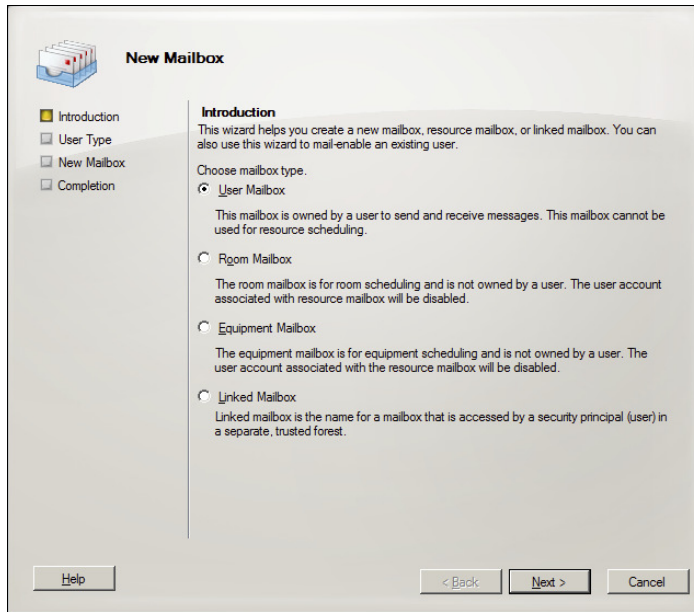 New Mailbox
Introduction
User Type
New Mailbox
Completion
Introduction
This wizard helps you create a new mailbox, resource mailbox, or linked mailbox. You can
also use this wizard to mail-enable an existing user.
Choose mailbox type.
User Mailbox
This mailbox is owned by a user to send and receive messages. This mailbox cannot be
used for resource scheduling.
Room Mailbox
The room mailbox is for room scheduling and is not owned by a user. The user account
associated with resource mailbox will be disabled.
Equipment Mailbox
The equipment mailbox is for equipment scheduling and is not owned by a user. The
user account associated with the resource mailbox will be disabled.
Linked Mailbox
Linked mailbox is the name for a mailbox that is accessed by a security principal (user) in
a separate, trusted forest.
Help
< Back
Next >
Cancel